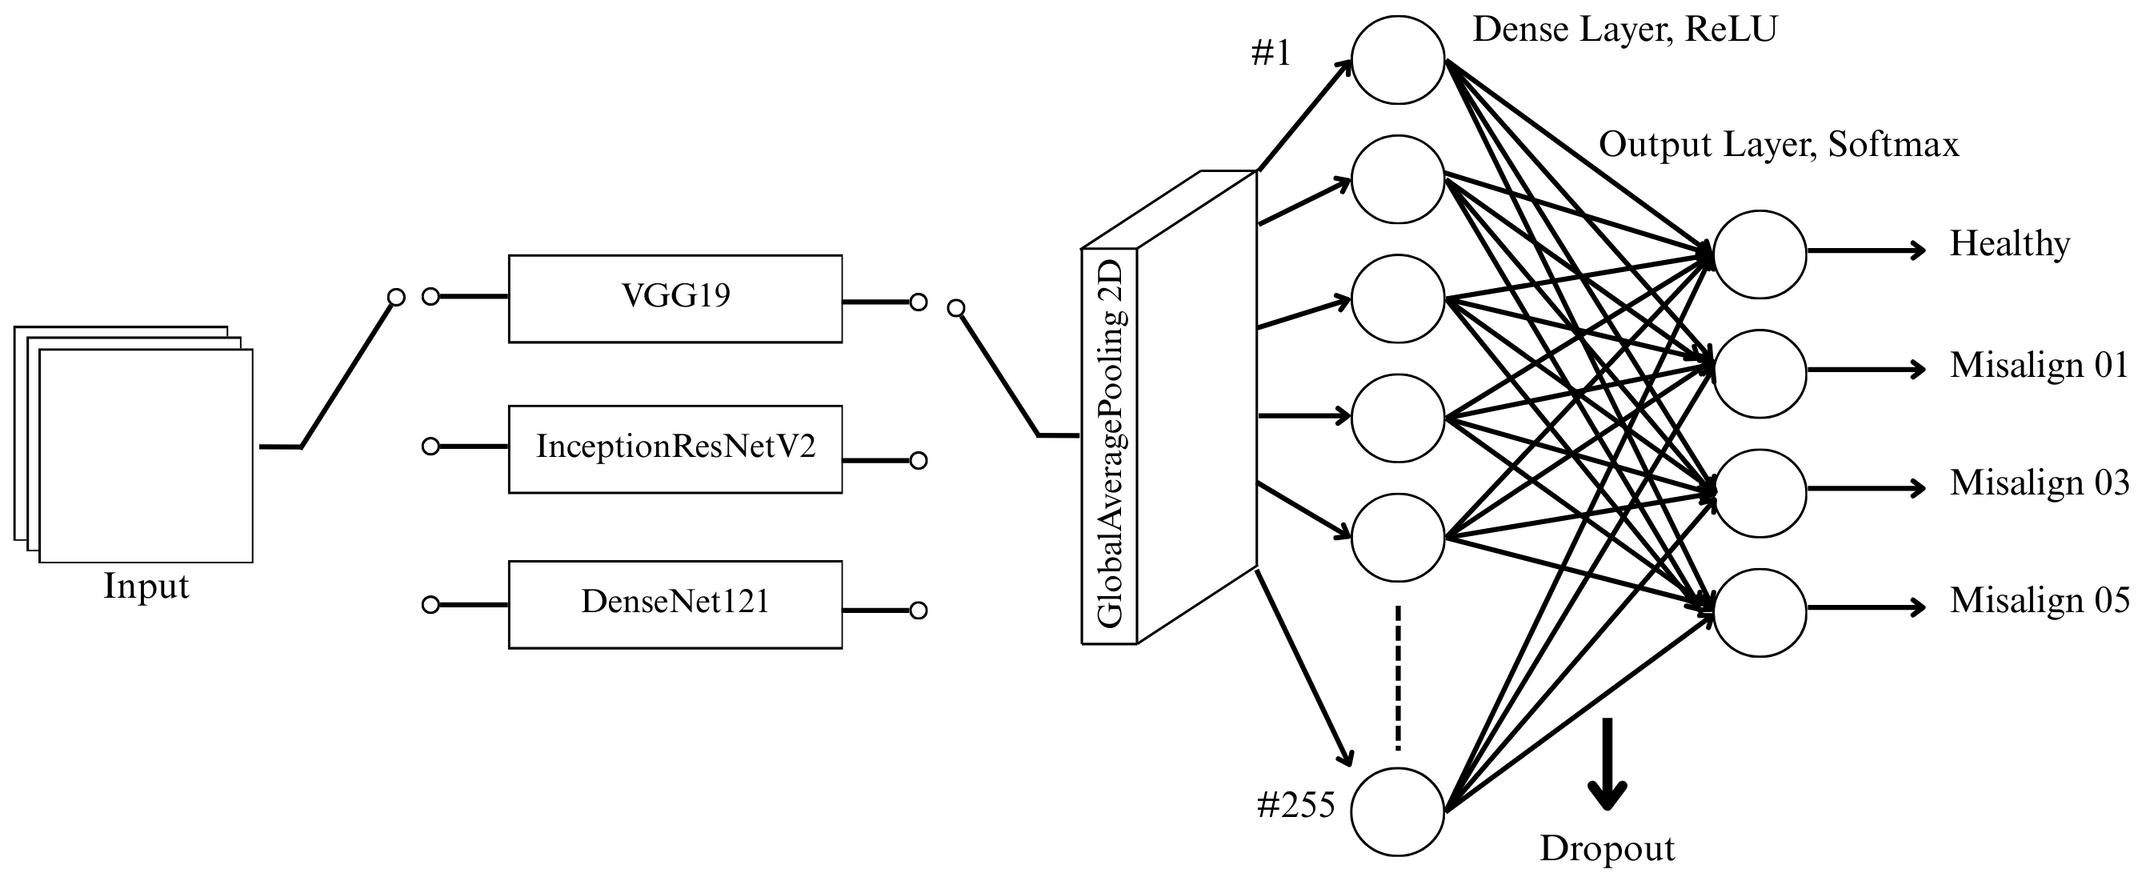 Input
VGG19
InceptionResNetV2
DenseNet121
GlobalAveragePooling 2D
#1
#255
Dense Layer, ReLU
Output Layer, Softmax
Dropout
Healthy
Misalign 01
Misalign 03
Misalign 05